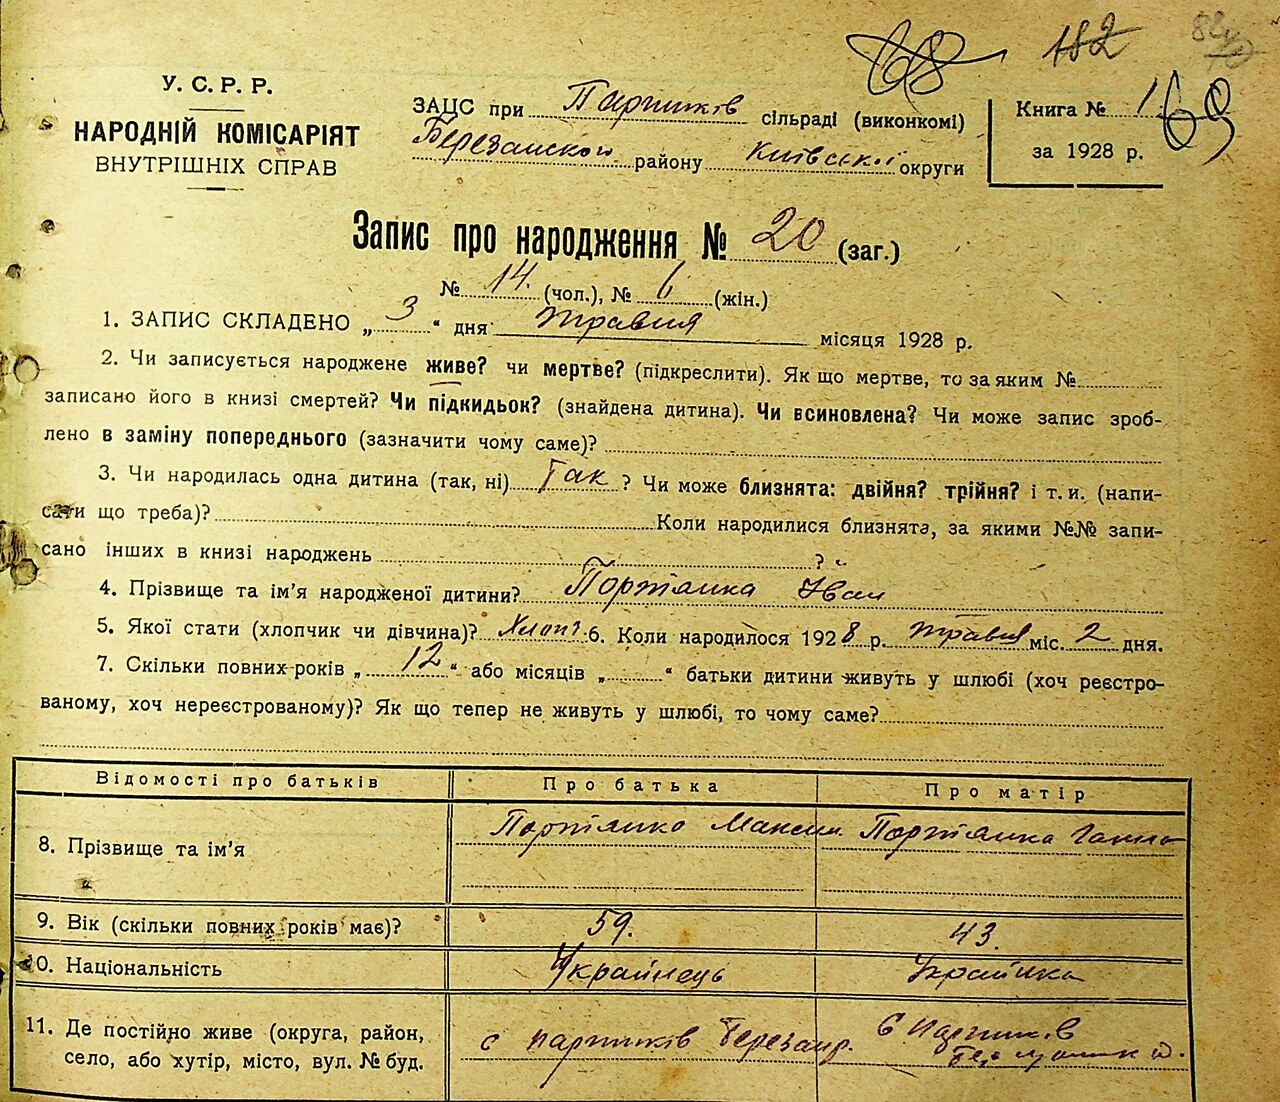 182
68
У. С. Р. Р.
НАРОДНІЙ КОМІСАРІЯТ
ВНУТРІШНІХ СПРАВ
ЗАЦС при Парников сільраді (виконкомі)
Березанського району Київської округи
Книга № 1
69
за 1928 р.
Запис про народження № 20 (заг.)
№ 14. (чол.), № 6 (жін.)
1. ЗАПИС СКЛАДЕНО „ 3 “ дня травня місяця 1928 р.
2. Чи записується народжене живе? чи мертве? (підкреслити). Як що мертве, то за яким №
записано його в книзі смертей? Чи підкидьок? (знайдена дитина). Чи всиновлена? Чи може запис зроб-
лено в заміну попереднього (зазначити чому саме)?
3. Чи народилась одна дитина (так, ні) Так ? Чи може близнята: двійня? трійня? і т. и. (напи-
сати що треба)? Коли народилися близнята, за якими №№ запи-
сано інших в книзі народжень ?
4. Прізвище та ім’я народженої дитини? Портянка Іван
5. Якої стати (хлопчик чи дівчина)? Хлопч. 6. Коли народилося 1928 р. травня міс. 2 дня.
7. Скільки повних років „ 12 “ або місяців „ “ батьки дитини живуть у шлюбі (хоч реєстро-
ваному, хоч нереєстрованому)? Як що тепер не живуть у шлюбі, то чому саме?
Відомості про батьків Про батька Про матір
8. Прізвище та ім’я Портянко Максим Портянка Ганна
9. Вік (скільки повних років має)? 59. 43.
10. Національність Українець Українка
11. Де постійно живе (округа, район,
село, або хутір, місто, вул. № буд.
с Парников Березанр. с Парников